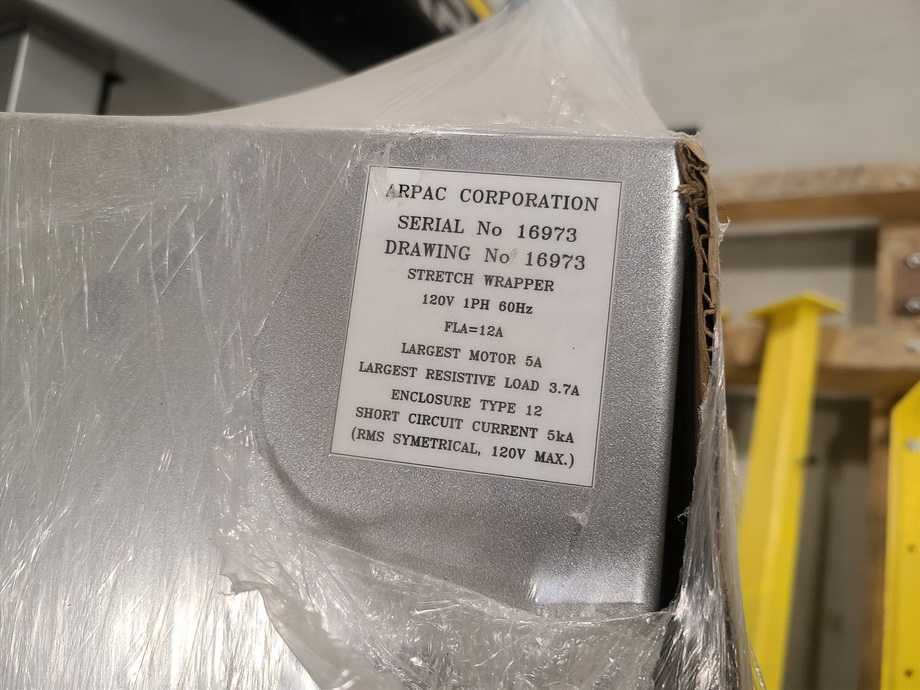 ARPAC CORPORATION
SERIAL No 16973
DRAWING No 16973
STRETCH WRAPPER
120V 1PH 60Hz
FLA=12A
LARGEST MOTOR 5A
LARGEST RESISTIVE LOAD 3.7A
ENCLOSURE TYPE 12
SHORT CIRCUIT CURRENT 5kA
(RMS SYMETRICAL, 120V MAX.)